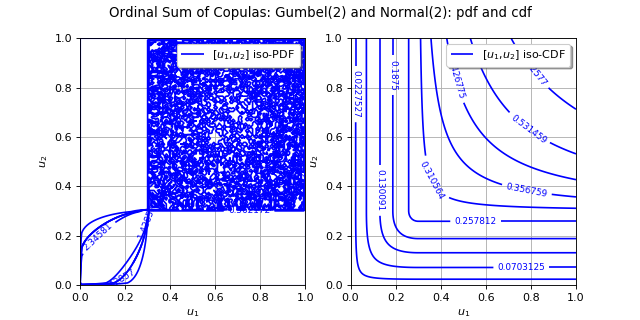 Ordinal Sum of Copulas: Gumbel(2) and Normal(2): pdf and cdf
[u₁,u₂] iso-PDF
2.34581
u₂
1.0
0.8
0.6
0.4
0.2
0.0
0.0 0.2 0.4 0.6 0.8 1.0
u₁
[u₁,u₂] iso-CDF
0.0227527
0.1875
0.130091
0.310564
0.531459
0.356759
0.257812
0.0703125
u₂
1.0
0.8
0.6
0.4
0.2
0.0
0.0 0.2 0.4 0.6 0.8 1.0
u₁